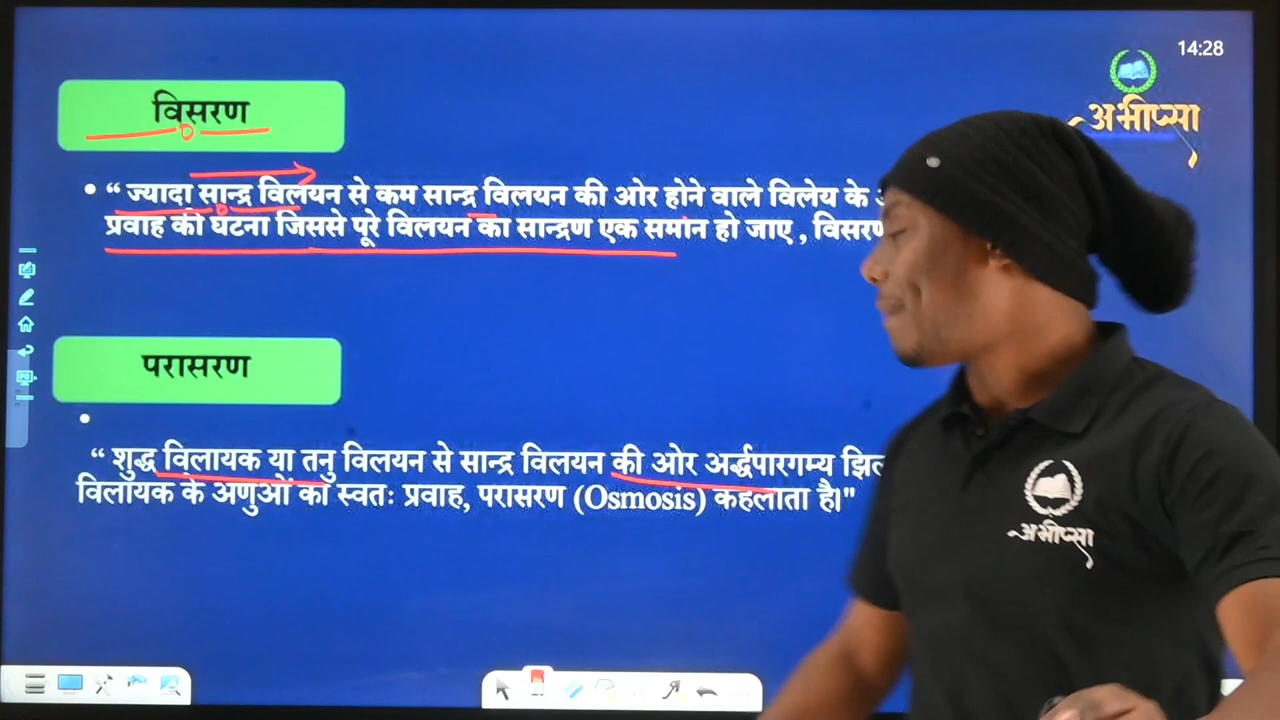 14:28
अभीप्सा
विसरण
“ ज्यादा सान्द्र विलयन से कम सान्द्र विलयन की ओर होने वाले विलेय के
प्रवाह की घटना जिससे पूरे विलयन का सान्द्रण एक समान हो जाए , विसरण
परासरण
“ शुद्ध विलायक या तनु विलयन से सान्द्र विलयन की ओर अर्द्धपारगम्य
विलायक के अणुओं का स्वतः प्रवाह, परासरण (Osmosis) कहलाता है।"
अभीप्सा